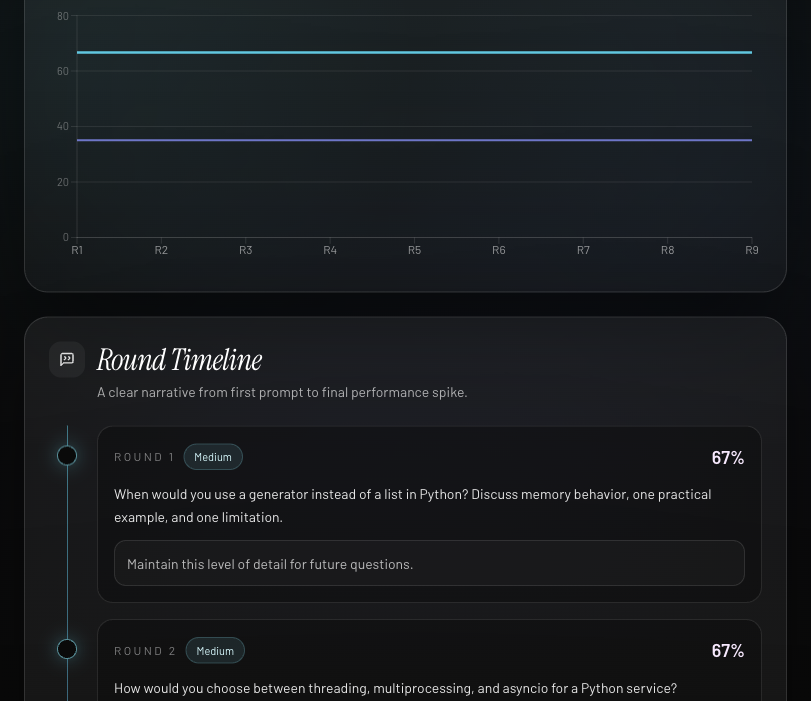 80
60
40
20
0
R1 R2 R3 R4 R5 R6 R7 R8 R9
Round Timeline
A clear narrative from first prompt to final performance spike.
ROUND 1 Medium 67%
When would you use a generator instead of a list in Python? Discuss memory behavior, one practical
example, and one limitation.
Maintain this level of detail for future questions.
ROUND 2 Medium 67%
How would you choose between threading, multiprocessing, and asyncio for a Python service?